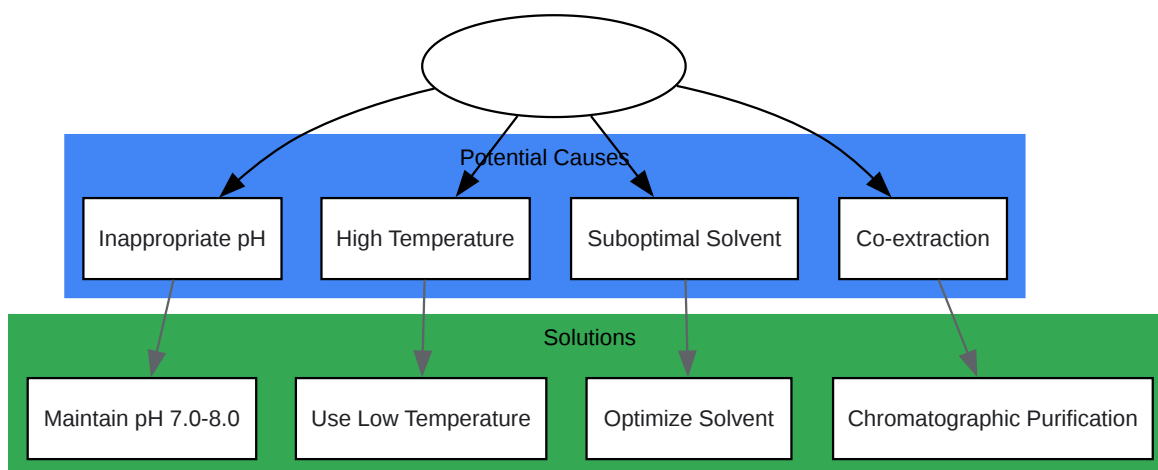 Potential Causes
Inappropriate pH
High Temperature
Suboptimal Solvent
Co-extraction
Solutions
Maintain pH 7.0-8.0
Use Low Temperature
Optimize Solvent
Chromatographic Purification